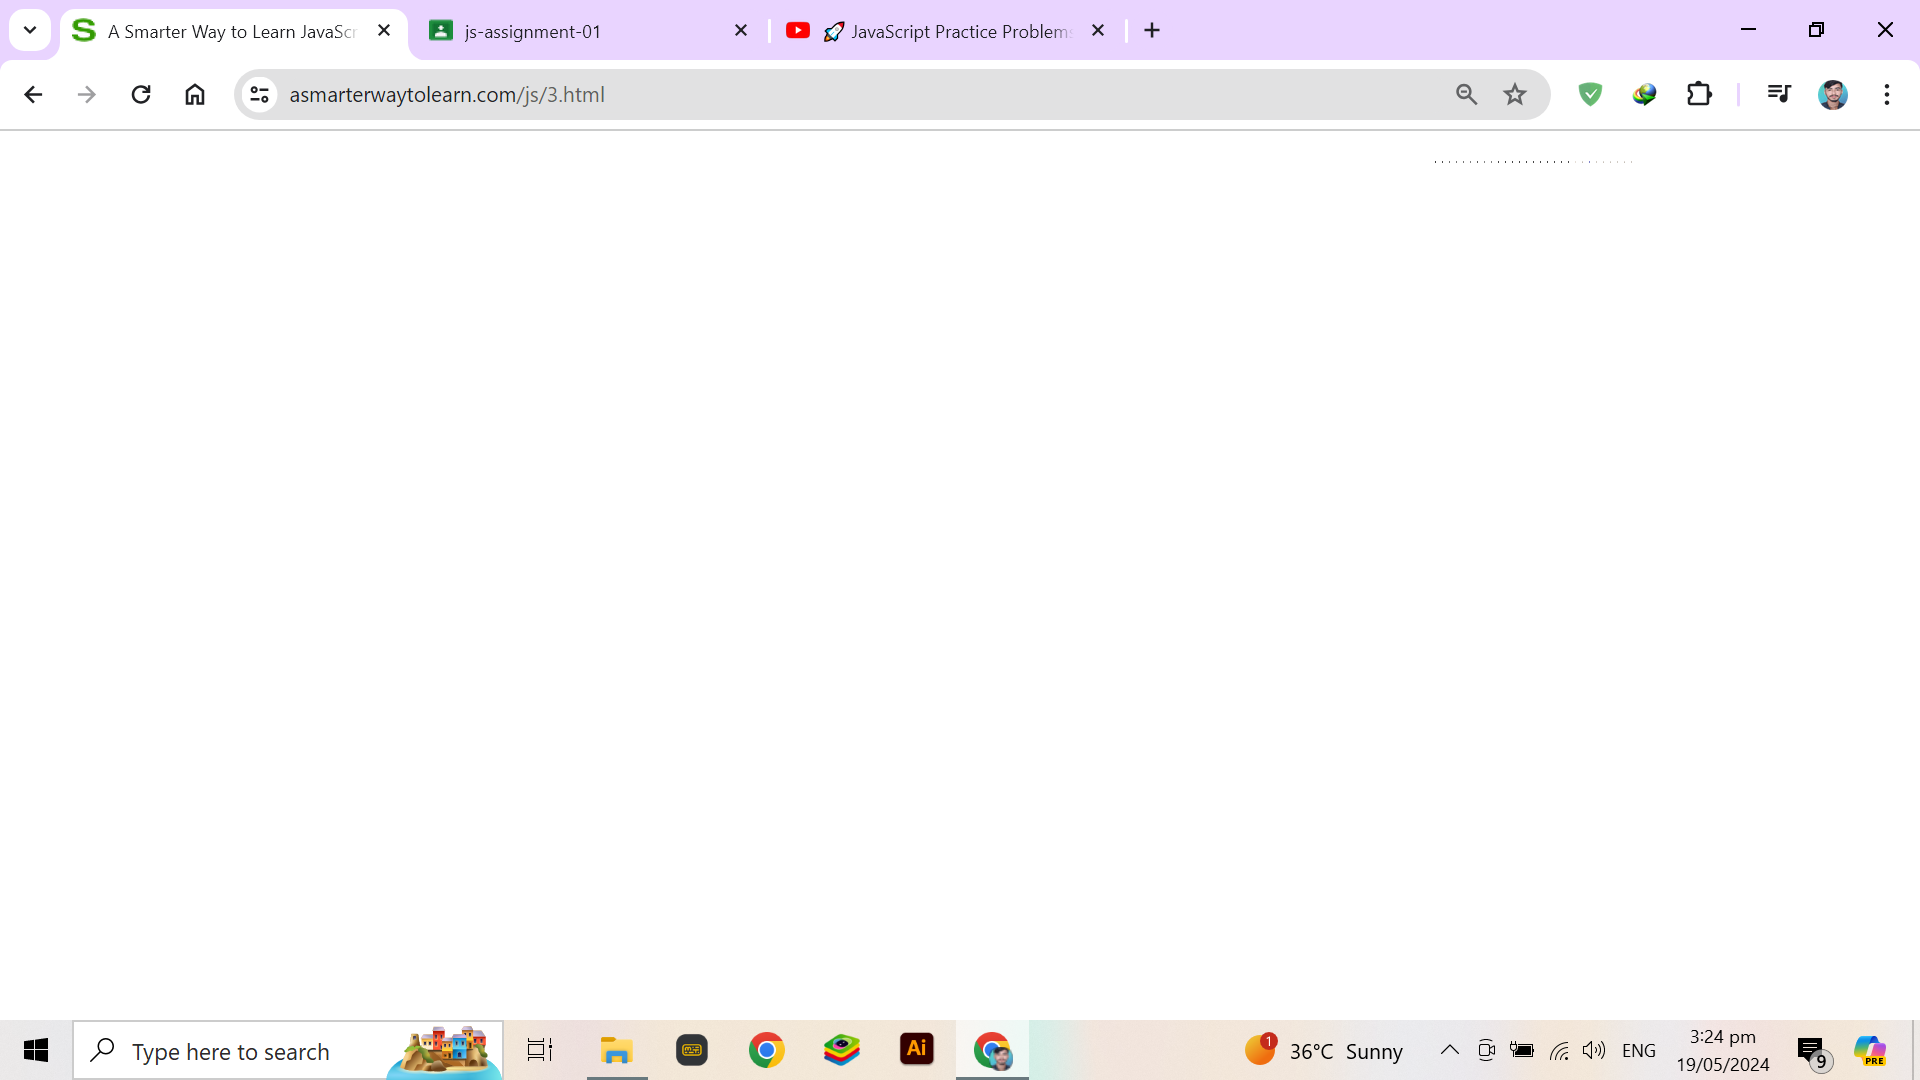 A Smarter Way to Learn JavaScr
js-assignment-01
🚀 JavaScript Practice Problems
asmarterwaytolearn.com/js/3.html
Type here to search
Ai
1
36°C Sunny
ENG
3:24 pm
19/05/2024
9
PRE